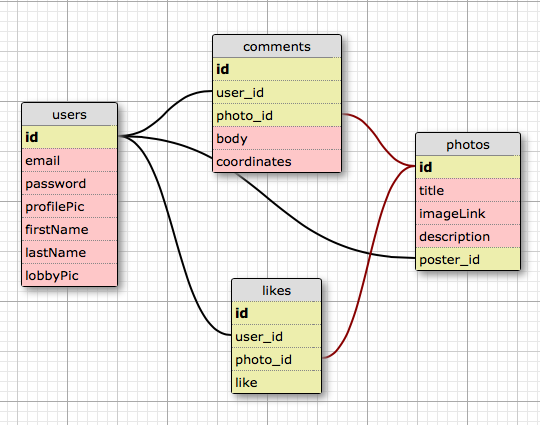 comments
id
user_id
photo_id
body
coordinates
users
id
email
password
profilePic
firstName
lastName
lobbyPic
photos
id
title
imageLink
description
poster_id
likes
id
user_id
photo_id
like